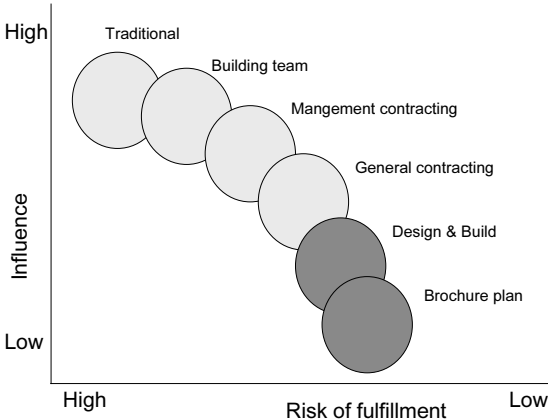 High
Traditional
Building team
Mangement contracting
General contracting
Design & Build
Brochure plan
Influence
Low
High
Low
Risk of fulfillment